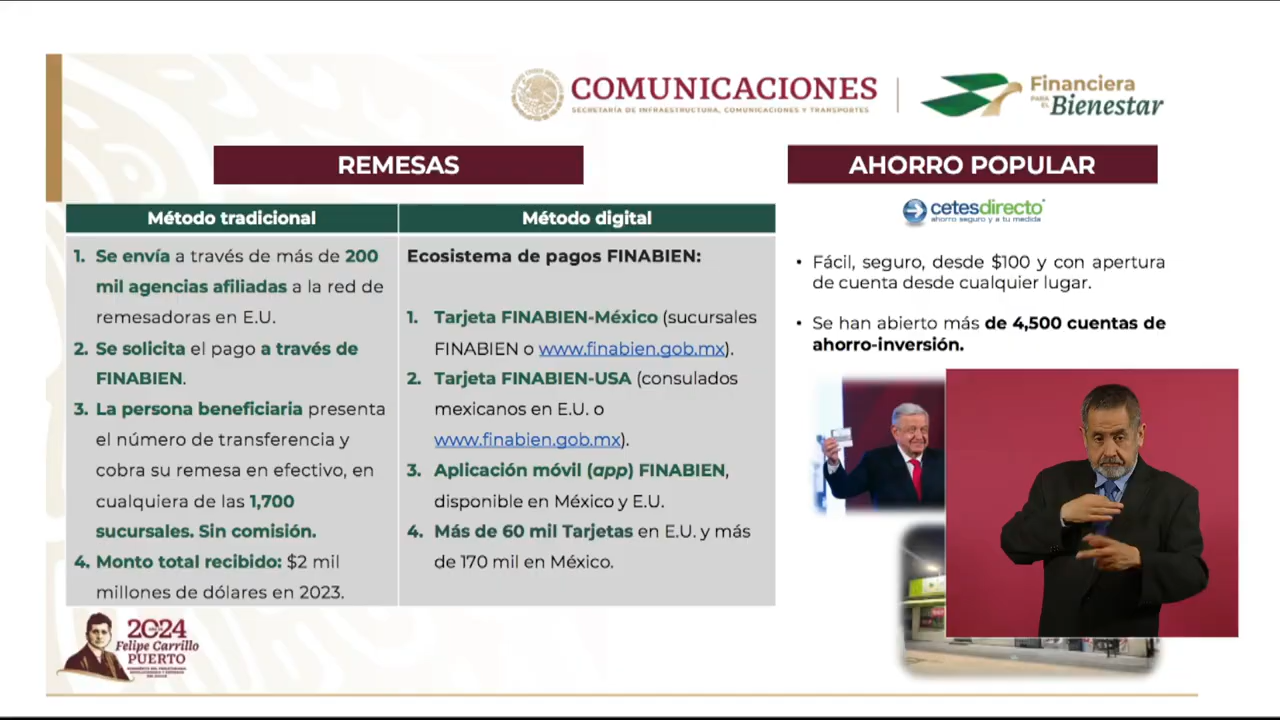 COMUNICACIONES
SECRETARÍA DE INFRAESTRUCTURA, COMUNICACIONES Y TRANSPORTES
Financiera
PARA EL Bienestar
REMESAS
Método tradicional
1. Se envía a través de más de 200
mil agencias afiliadas a la red de
remesadoras en E.U.
2. Se solicita el pago a través de
FINABIEN.
3. La persona beneficiaria presenta
el número de transferencia y
cobra su remesa en efectivo, en
cualquiera de las 1,700
sucursales. Sin comisión.
4. Monto total recibido: $2 mil
millones de dólares en 2023.
Método digital
Ecosistema de pagos FINABIEN:
1. Tarjeta FINABIEN-México (sucursales
FINABIEN o www.finabien.gob.mx).
2. Tarjeta FINABIEN-USA (consulados
mexicanos en E.U. o
www.finabien.gob.mx).
3. Aplicación móvil (app) FINABIEN,
disponible en México y E.U.
4. Más de 60 mil Tarjetas en E.U. y más
de 170 mil en México.
AHORRO POPULAR
cetesdirecto
ahorro seguro y a tu medida
• Fácil, seguro, desde $100 y con apertura
de cuenta desde cualquier lugar.
• Se han abierto más de 4,500 cuentas de
ahorro-inversión.
2024
Felipe Carrillo
PUERTO